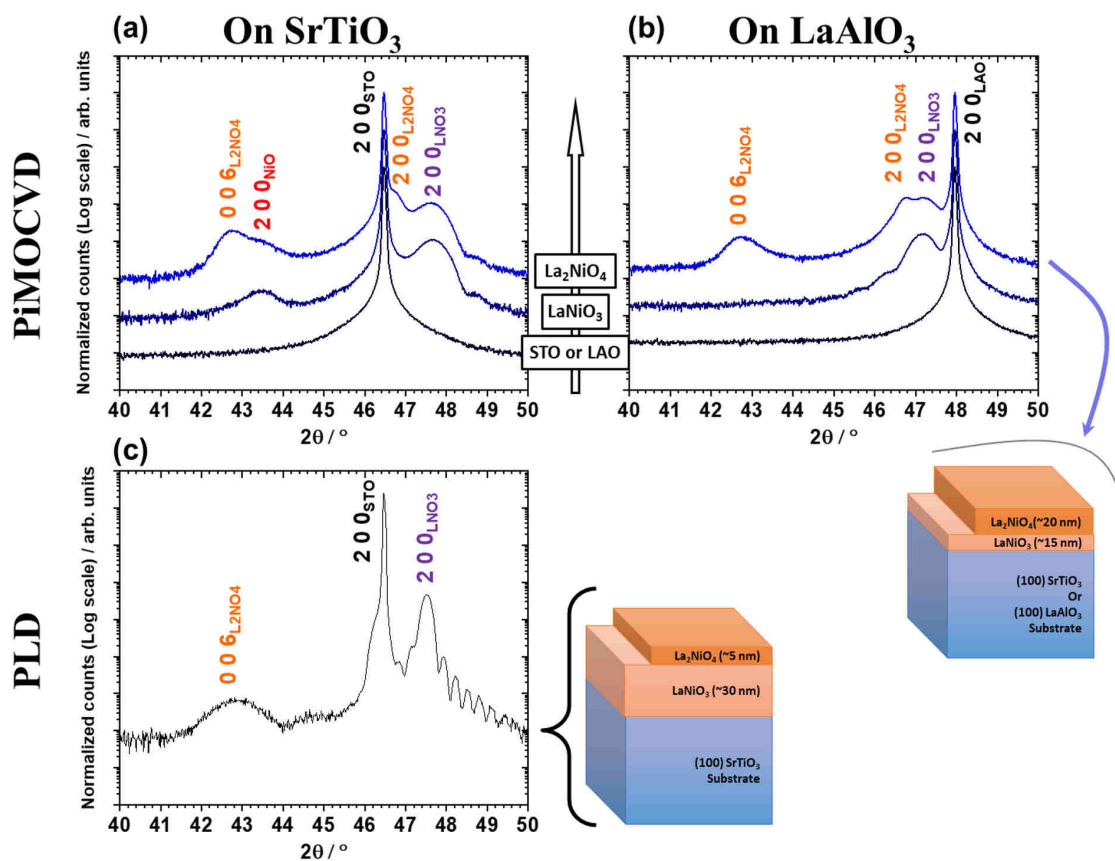 (a) On SrTiO3
(b) On LaAlO3
PiMOCVD
Normalized counts (Log scale) / arb. units
0 0 6L2NO4
2 0 0NiO
2 0 0STO
2 0 0L2NO4
2 0 0LNO3
40 41 42 43 44 45 46 47 48 49 50
2θ / °
La2NiO4
LaNiO3
STO or LAO
Normalized counts (Log scale) / arb. units
0 0 6L2NO4
2 0 0L2NO4
2 0 0LNO3
2 0 0LAO
40 41 42 43 44 45 46 47 48 49 50
2θ / °
PLD
(c)
Normalized counts (Log scale) / arb. units
0 0 6L2NO4
2 0 0STO
2 0 0LNO3
40 41 42 43 44 45 46 47 48 49 50
2θ / °
La2NiO4 (~5 nm)
LaNiO3 (~30 nm)
(100) SrTiO3
Substrate
La2NiO4(~20 nm)
LaNiO3 (~15 nm)
(100) SrTiO3
Or
(100) LaAlO3
Substrate